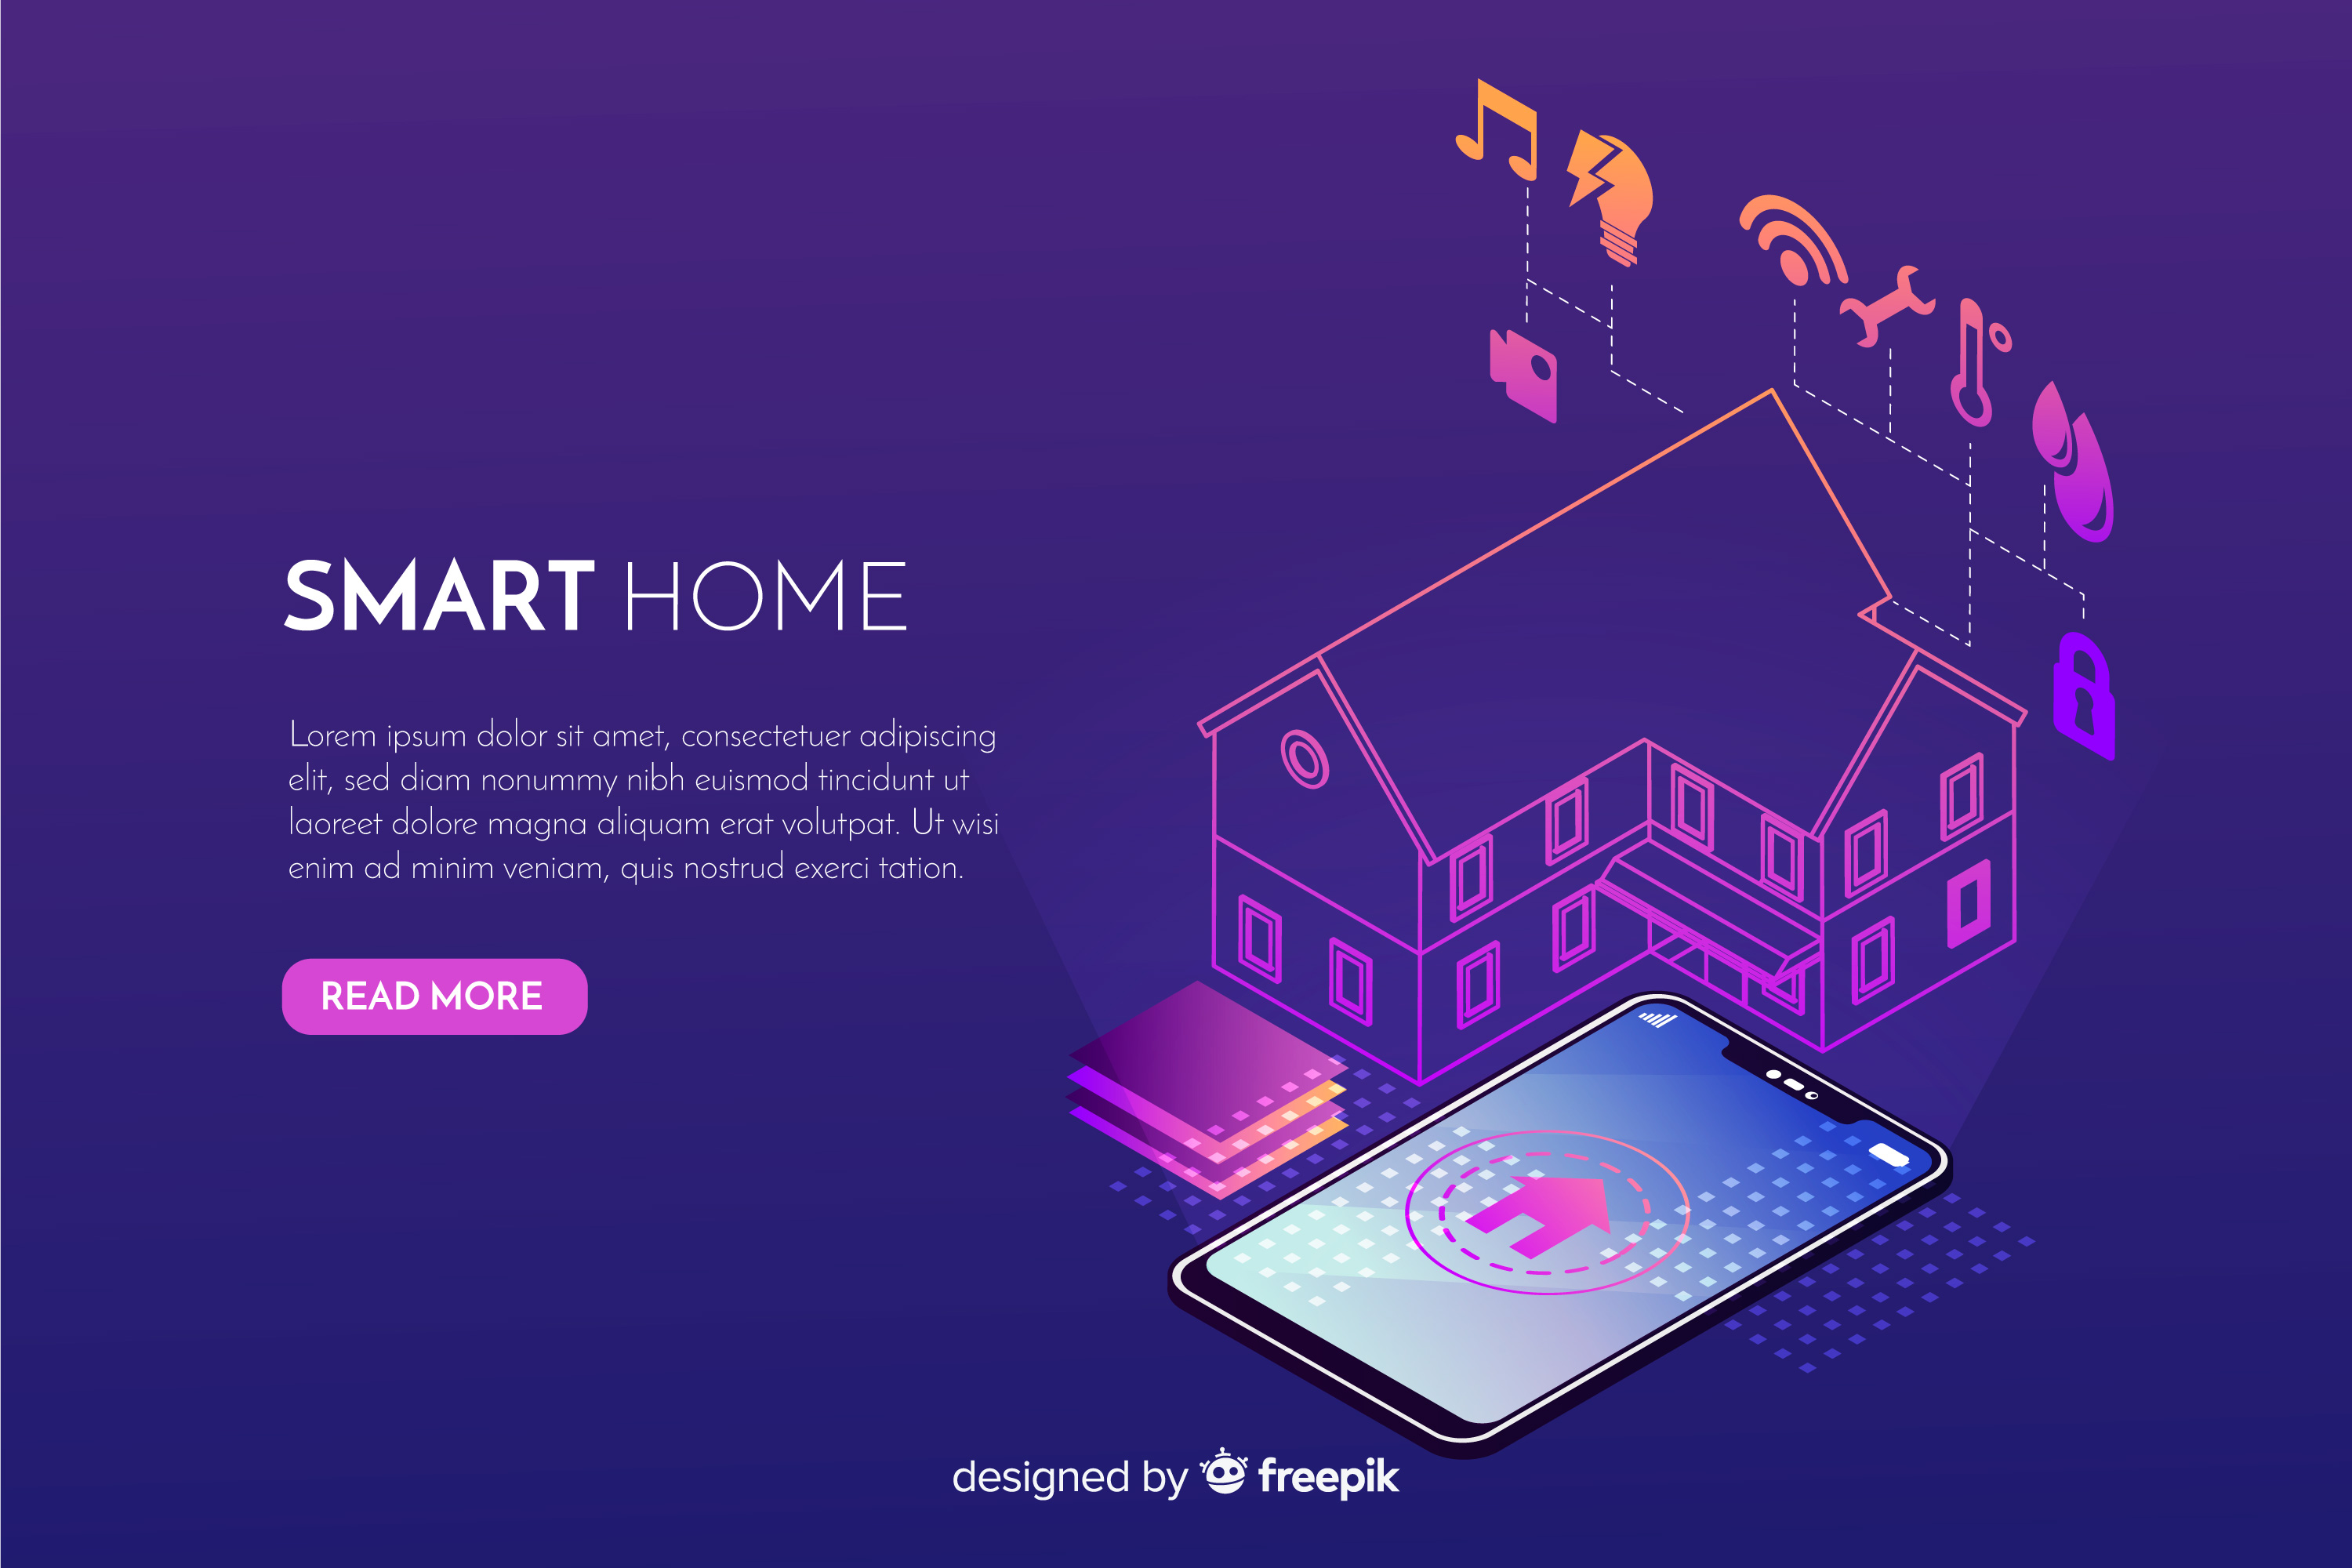 SMART HOME
Lorem ipsum dolor sit amet, consectetuer adipiscing
elit, sed diam nonummy nibh euismod tincidunt ut
laoreet dolore magna aliquam erat volutpat. Ut wisi
enim ad minim veniam, quis nostrud exerci tation.
READ MORE
designed by freepik